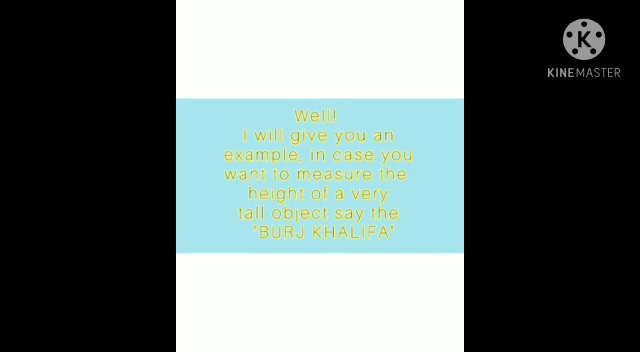 K
KINEMASTER
Well!
I will give you an
example, in case you
want to measure the
height of a very
tall object say the
"BURJ KHALIFA"